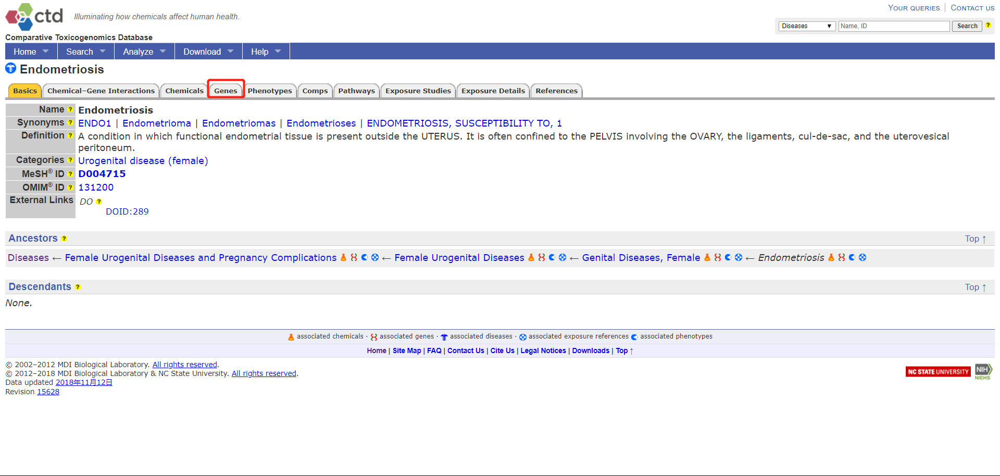 ctd Illuminating how chemicals affect human health.
YOUR QUERIES | CONTACT US
Diseases ▼ Name, ID Search ?
Comparative Toxicogenomics Database
Home Search Analyze Download Help
Endometriosis
Basics Chemical–Gene Interactions Chemicals Genes Phenotypes Comps Pathways Exposure Studies Exposure Details References
Name ? Endometriosis
Synonyms ? ENDO1 | Endometrioma | Endometriomas | Endometrioses | ENDOMETRIOSIS, SUSCEPTIBILITY TO, 1
Definition ? A condition in which functional endometrial tissue is present outside the UTERUS. It is often confined to the PELVIS involving the OVARY, the ligaments, cul-de-sac, and the uterovesical
peritoneum.
Categories ? Urogenital disease (female)
MeSH® ID ? D004715
OMIM® ID ? 131200
External Links DO ?
DOID:289
Ancestors ? Top ↑
Diseases ← Female Urogenital Diseases and Pregnancy Complications ← Female Urogenital Diseases ← Genital Diseases, Female ← Endometriosis
Descendants ? Top ↑
None.
associated chemicals · associated genes · associated diseases · associated exposure references associated phenotypes
Home | Site Map | FAQ | Contact Us | Cite Us | Legal Notices | Downloads | Top ↑
© 2002–2012 MDI Biological Laboratory. All rights reserved.
© 2012–2018 MDI Biological Laboratory & NC State University. All rights reserved.
Data updated 2018年11月12日
Revision 15628
NC STATE UNIVERSITY
NIH
NIEHS